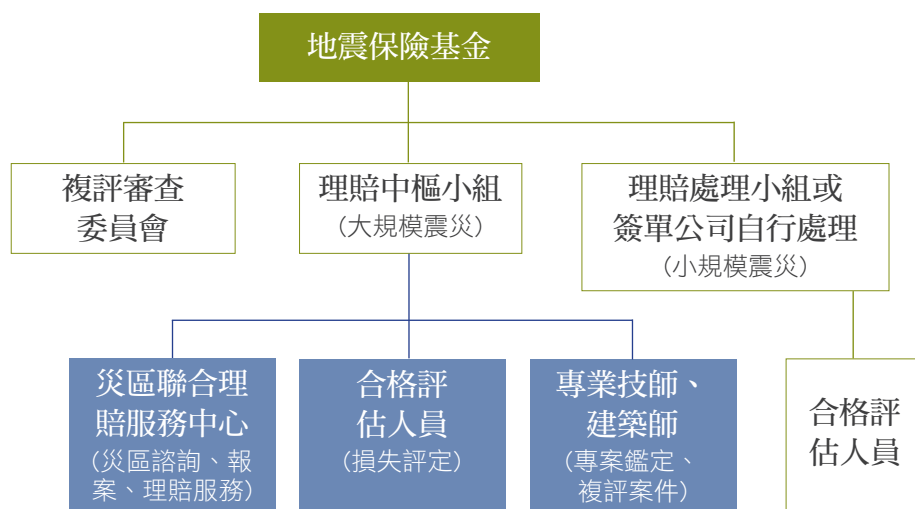 地震保險基金
複評審查
委員會
理賠中樞小組
(大規模震災)
理賠處理小組或
簽單公司自行處理
(小規模震災)
災區聯合理
賠服務中心
(災區諮詢、報
案、理賠服務)
合格評
估人員
(損失評定)
專業技師、
建築師
(專案鑑定、
複評案件)
合格評
估人員